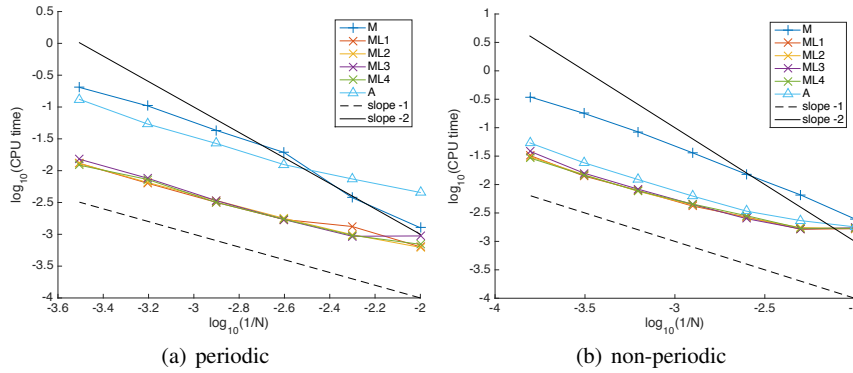 0.5
0
-0.5
-1
-1.5
-2
-2.5
-3
-3.5
-4
log10(CPU time)
-3.6 -3.4 -3.2 -3 -2.8 -2.6 -2.4 -2.2 -2
log10(1/N)
M
ML1
ML2
ML3
ML4
A
slope -1
slope -2
(a) periodic
1
0.5
0
-0.5
-1
-1.5
-2
-2.5
-3
-3.5
-4
log10(CPU time)
-4 -3.5 -3 -2.5
log10(1/N)
M
ML1
ML2
ML3
ML4
A
slope -1
slope -2
(b) non-periodic